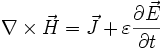 ∇ × H⃗ = J⃗ + ε ∂E⃗/∂t